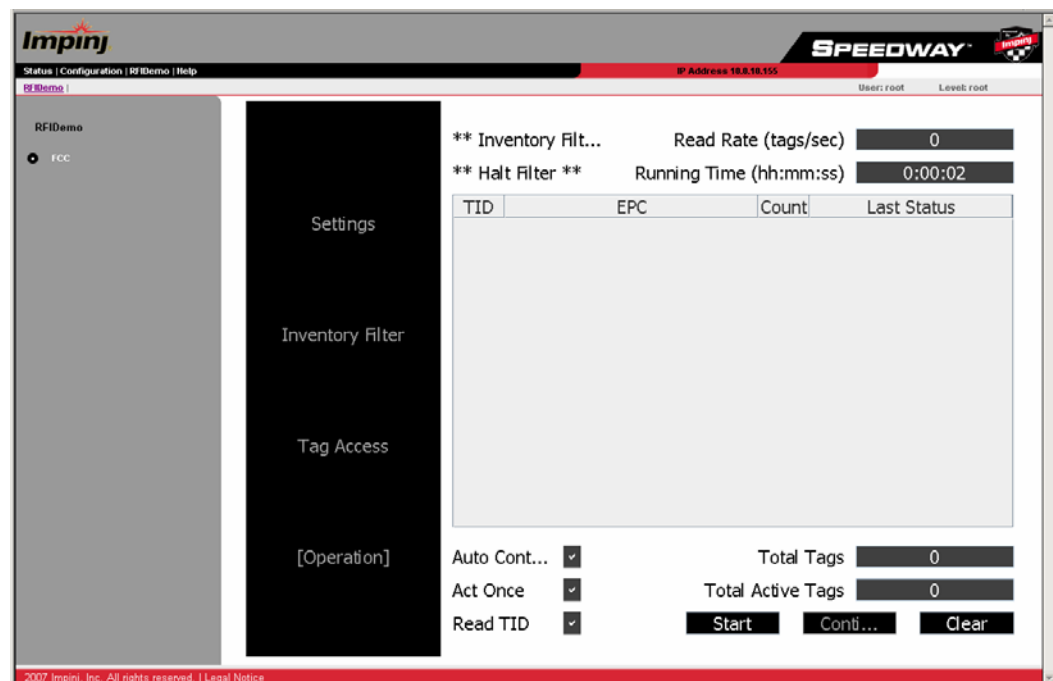 Impinj
SPEEDWAY™ Impinj
Status | Configuration | RFIDemo | Help
IP Address 10.0.10.155
RFIDemo |
User: root Level: root
RFIDemo
FCC
Settings
Inventory Filter
Tag Access
[Operation]
** Inventory Filt... Read Rate (tags/sec) 0
** Halt Filter ** Running Time (hh:mm:ss) 0:00:02
TID EPC Count Last Status
Auto Cont... Total Tags 0
Act Once Total Active Tags 0
Read TID Start Conti... Clear
2007 Impinj, Inc. All rights reserved. | Legal Notice